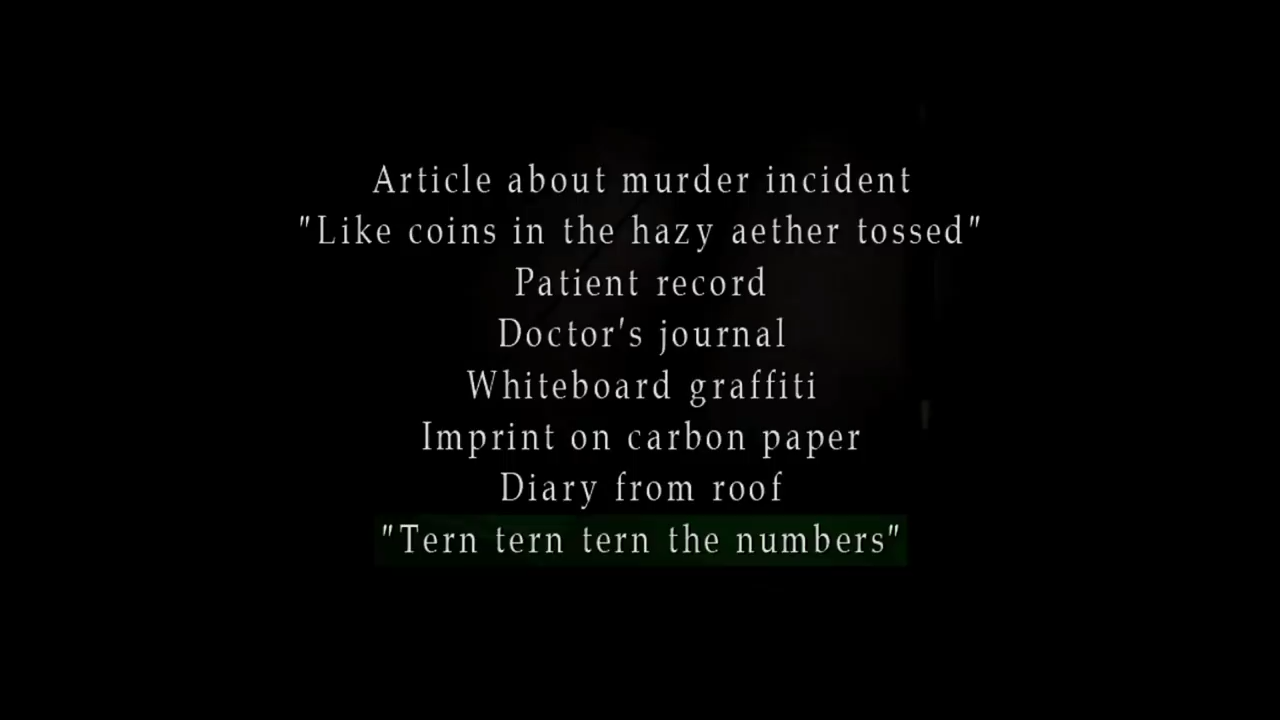 Article about murder incident
"Like coins in the hazy aether tossed"
Patient record
Doctor's journal
Whiteboard graffiti
Imprint on carbon paper
Diary from roof
"Tern tern tern the numbers"